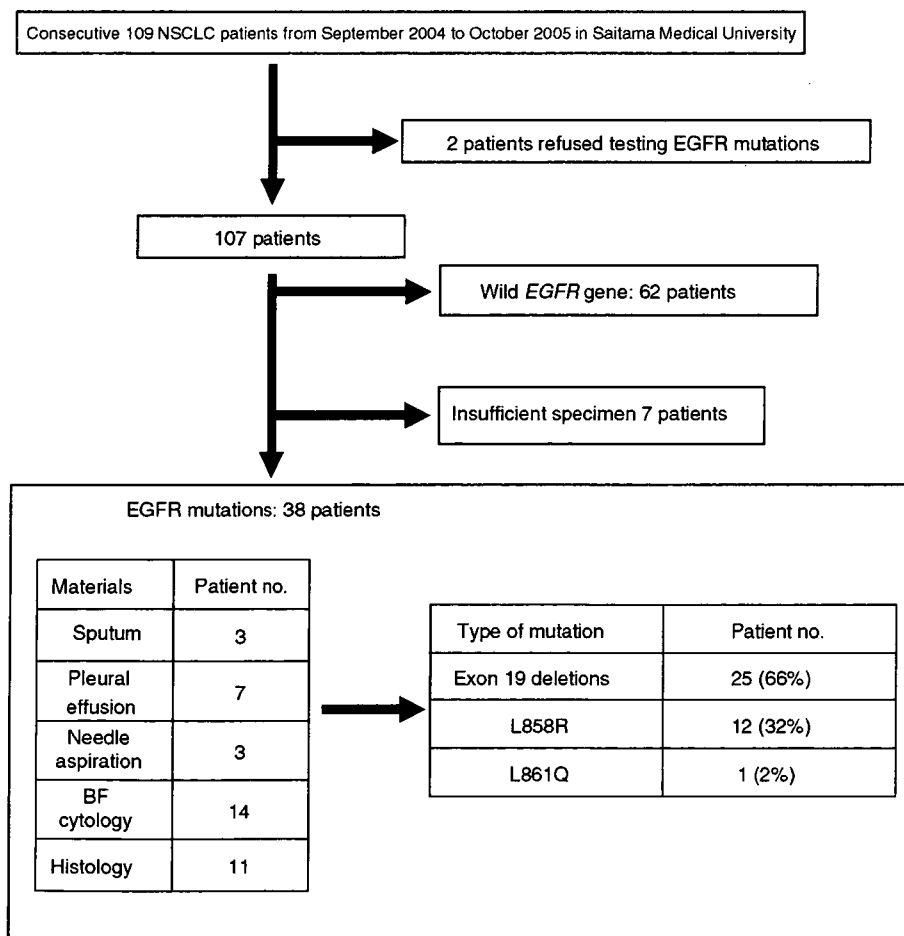 Consecutive 109 NSCLC patients from September 2004 to October 2005 in Saitama Medical University
2 patients refused testing EGFR mutations
107 patients
Wild EGFR gene: 62 patients
Insufficient specimen 7 patients
EGFR mutations: 38 patients
Materials Patient no.
Sputum 3
Pleural
effusion 7
Needle
aspiration 3
BF
cytology 14
Histology 11
Type of mutation Patient no.
Exon 19 deletions 25 (66%)
L858R 12 (32%)
L861Q 1 (2%)